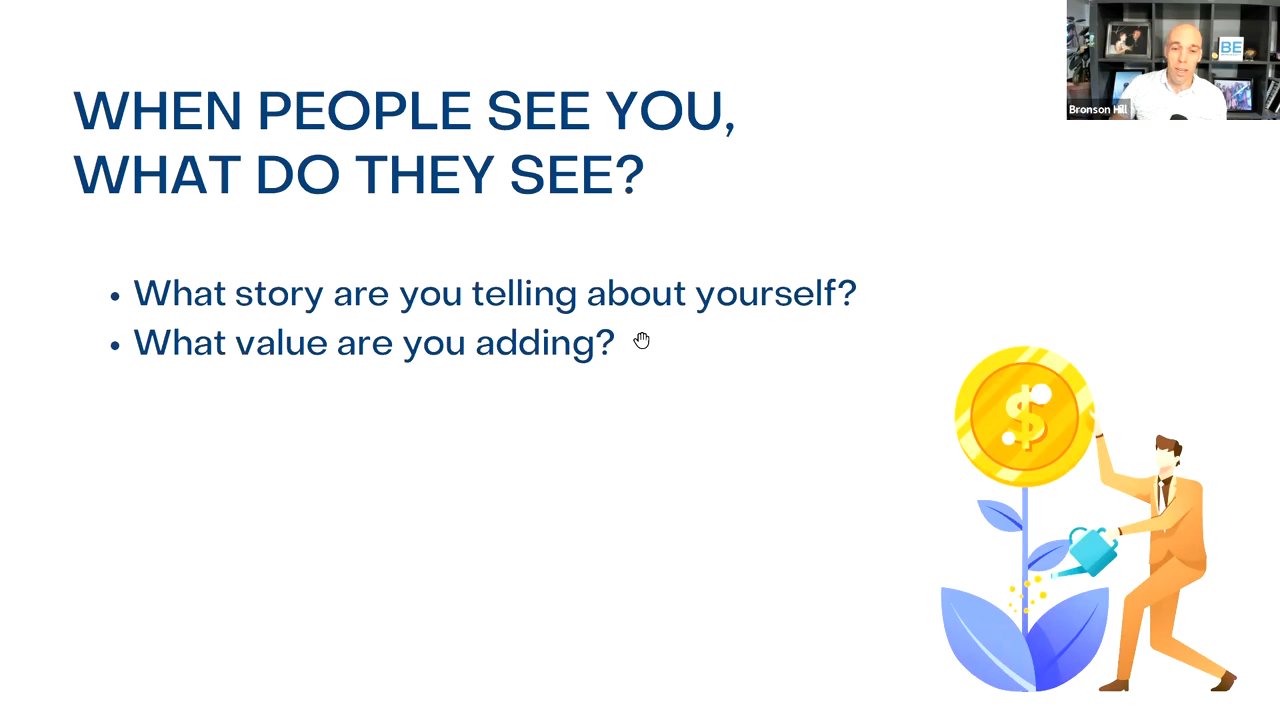 WHEN PEOPLE SEE YOU,
WHAT DO THEY SEE?
• What story are you telling about yourself?
• What value are you adding?
$
BE
Bronson Hill